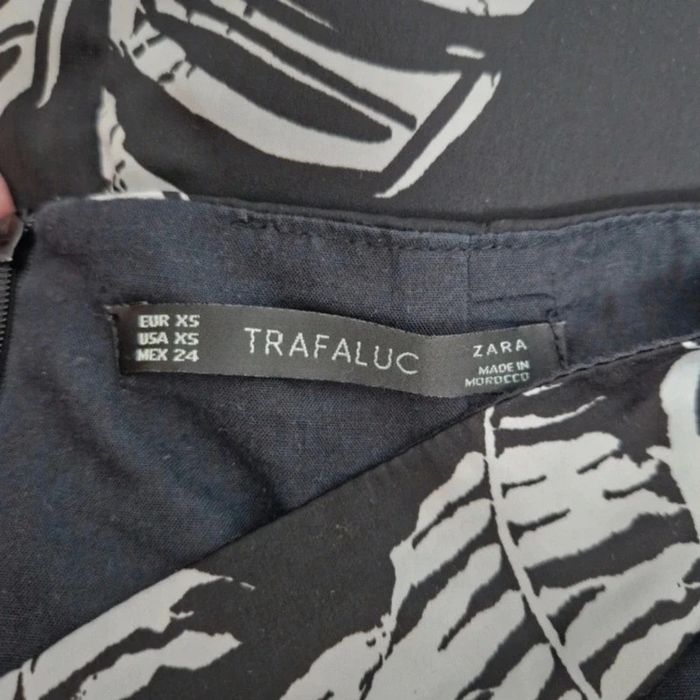 EUR XS
USA XS
MEX 24
TRAFALUC
ZARA
MADE IN
MOROCCO